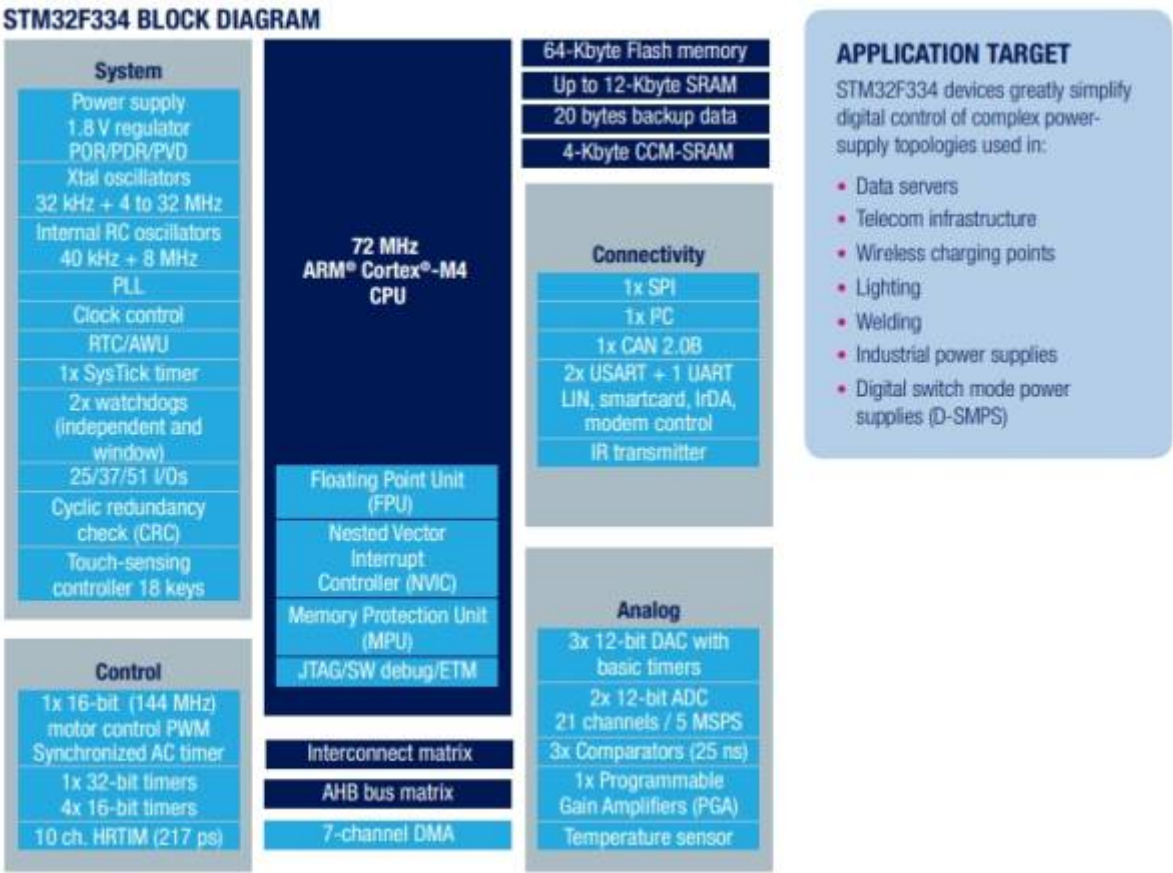 STM32F334 BLOCK DIAGRAM
System
Power supply
1.8 V regulator
POR/PDR/PVD
Xtal oscillators
32 kHz + 4 to 32 MHz
Internal RC oscillators
40 kHz + 8 MHz
PLL
Clock control
RTC/AWU
1x SysTick timer
2x watchdogs
(independent and
window)
25/37/51 I/Os
Cyclic redundancy
check (CRC)
Touch-sensing
controller 18 keys
Control
1x 16-bit (144 MHz)
motor control PWM
Synchronized AC timer
1x 32-bit timers
4x 16-bit timers
10 ch. HRTIM (217 ps)
72 MHz
ARM® Cortex®-M4
CPU
Floating Point Unit
(FPU)
Nested Vector
Interrupt
Controller (NVIC)
Memory Protection Unit
(MPU)
JTAG/SW debug/ETM
Interconnect matrix
AHB bus matrix
7-channel DMA
64-Kbyte Flash memory
Up to 12-Kbyte SRAM
20 bytes backup data
4-Kbyte CCM-SRAM
Connectivity
1x SPI
1x I²C
1x CAN 2.0B
2x USART + 1 UART
LIN, smartcard, IrDA,
modem control
IR transmitter
Analog
3x 12-bit DAC with
basic timers
2x 12-bit ADC
21 channels / 5 MSPS
3x Comparators (25 ns)
1x Programmable
Gain Amplifiers (PGA)
Temperature sensor
APPLICATION TARGET
STM32F334 devices greatly simplify
digital control of complex power-
supply topologies used in:
• Data servers
• Telecom infrastructure
• Wireless charging points
• Lighting
• Welding
• Industrial power supplies
• Digital switch mode power
supplies (D-SMPS)